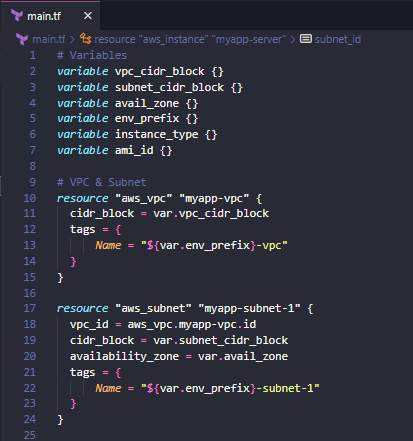 main.tf ×
main.tf > resource "aws_instance" "myapp-server" > subnet_id
1 # Variables
2 variable vpc_cidr_block {}
3 variable subnet_cidr_block {}
4 variable avail_zone {}
5 variable env_prefix {}
6 variable instance_type {}
7 variable ami_id {}
8
9 # VPC & Subnet
10 resource "aws_vpc" "myapp-vpc" {
11 cidr_block = var.vpc_cidr_block
12 tags = {
13 Name = "${var.env_prefix}-vpc"
14 }
15 }
16
17 resource "aws_subnet" "myapp-subnet-1" {
18 vpc_id = aws_vpc.myapp-vpc.id
19 cidr_block = var.subnet_cidr_block
20 availability_zone = var.avail_zone
21 tags = {
22 Name = "${var.env_prefix}-subnet-1"
23 }
24 }
25